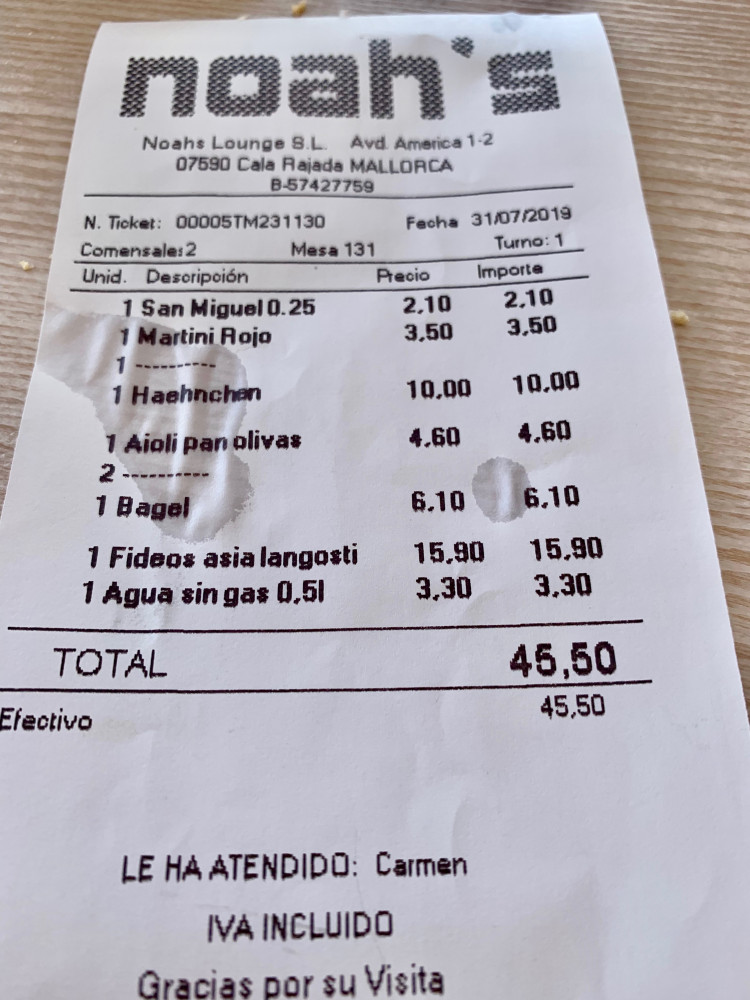 noah's
Noahs Lounge S.L. Avd. America 1-2
07590 Cala Rajada MALLORCA
B-57427759
N. Ticket: 00005TM231130 Fecha 31/07/2019
Comensales 2 Mesa 131 Turno: 1
Unid. Descripción Precio Importe
1 San Miguel 0.25 2,10 2,10
1 Martini Rojo 3,50 3,50
1 ----------
1 Haehnchen 10,00 10,00
1 Aioli pan olivas 4,60 4,60
2 ----------
1 Bagel 6,10 6,10
1 Fideos asia langosti 15,90 15,90
1 Agua sin gas 0,5l 3,30 3,30
TOTAL 45,50
Efectivo 45,50
LE HA ATENDIDO: Carmen
IVA INCLUIDO
Gracias por su Visita